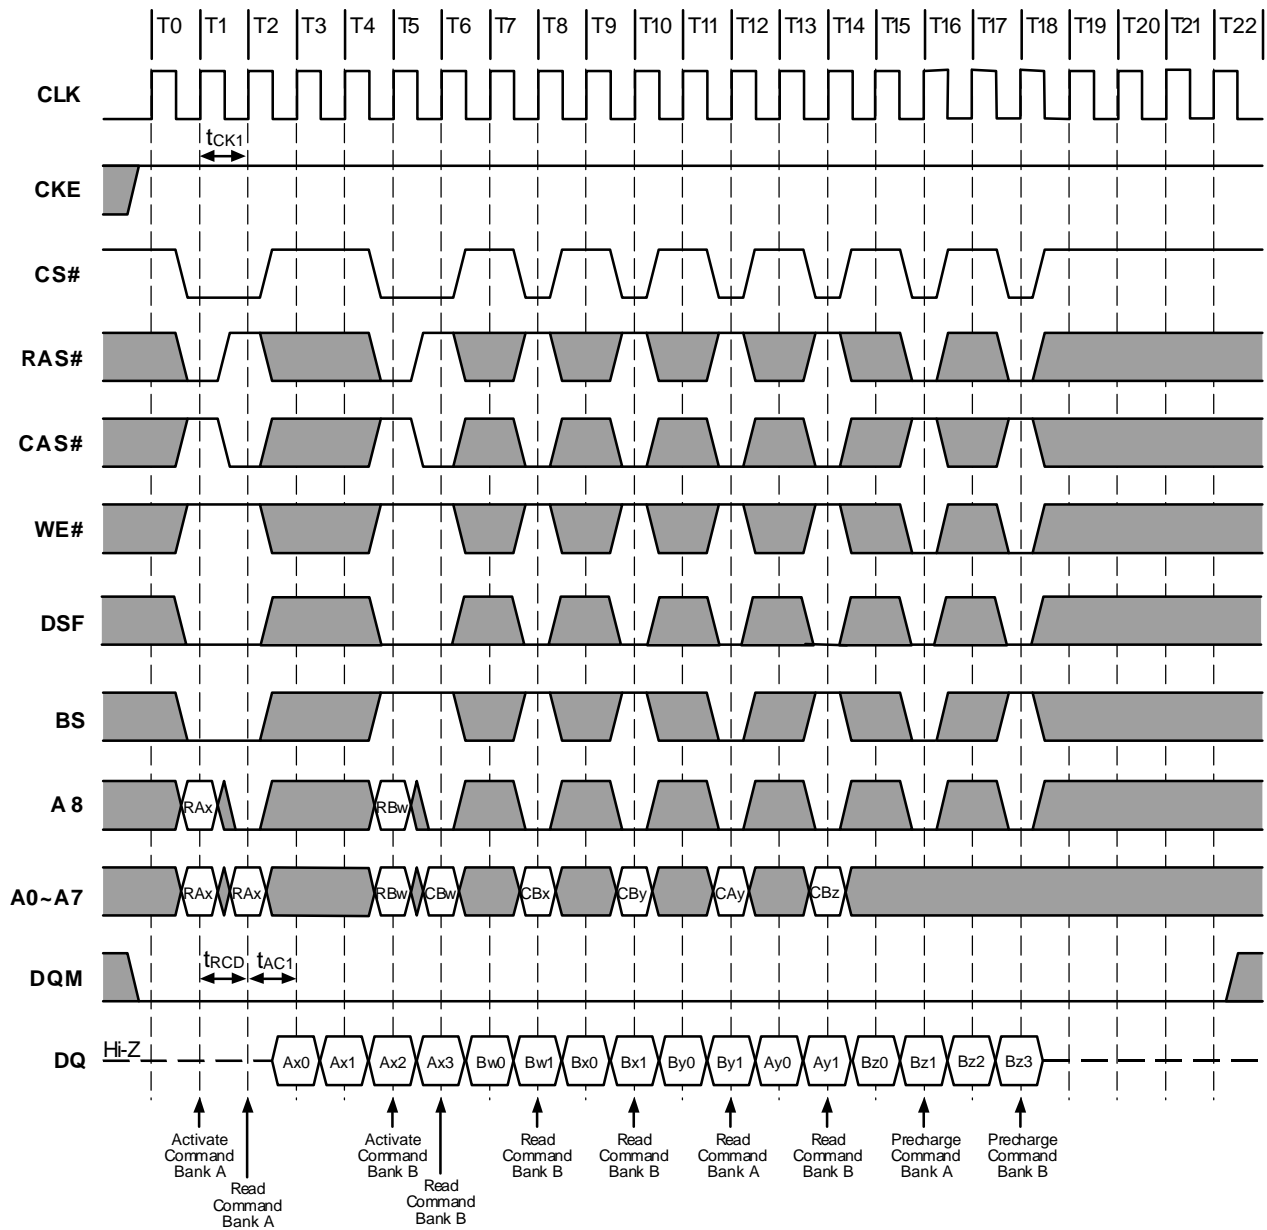 T0 T1 T2 T3 T4 T5 T6 T7 T8 T9 T10 T11 T12 T13 T14 T15 T16 T17 T18 T19 T20 T21 T22
CLK
tCK1
CKE
CS#
RAS#
CAS#
WE#
DSF
BS
A8 RAx RBw
A0~A7 RAx RAx RBw CBw CBx CBy CAy CBz
DQM tRCD tAC1
DQ Hi-Z Ax0 Ax1 Ax2 Ax3 Bw0 Bw1 Bx0 Bx1 By0 By1 Ay0 Ay1 Bz0 Bz1 Bz2 Bz3
Activate
Command
Bank A
Read
Command
Bank A
Activate
Command
Bank B
Read
Command
Bank B
Read
Command
Bank B
Read
Command
Bank B
Read
Command
Bank A
Read
Command
Bank B
Precharge
Command
Bank A
Precharge
Command
Bank B